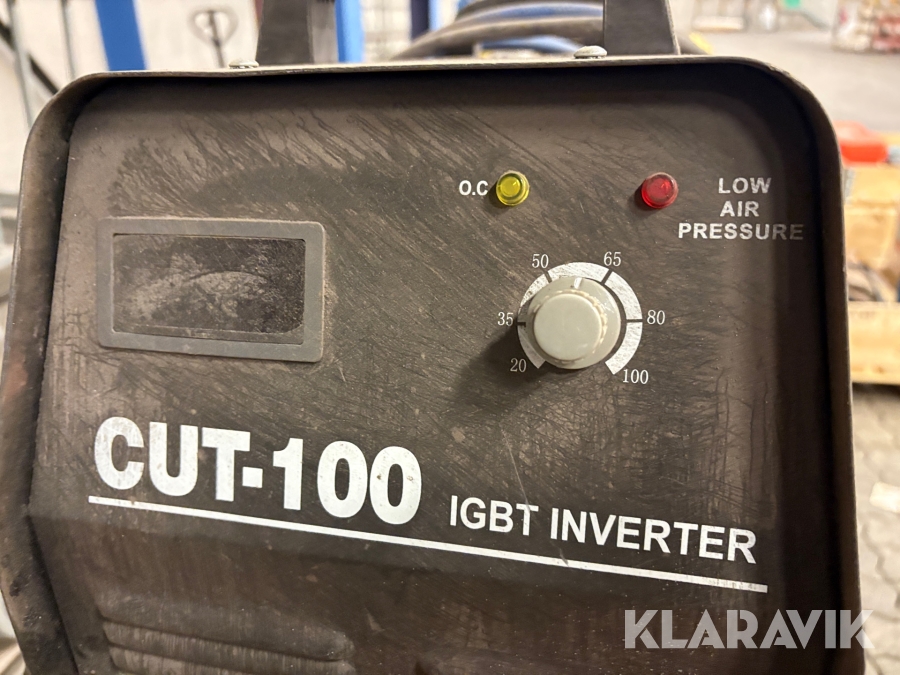 O.C
LOW
AIR
PRESSURE
50 65
35 80
20 100
CUT-100 IGBT INVERTER
KLARAVIK